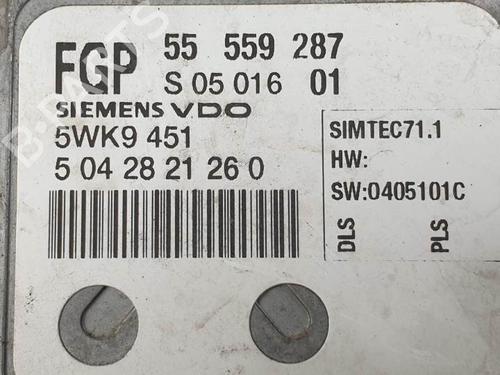 FGP 55 559 287
S 05 016 01
SIEMENS VDO
5WK9 451
5 04 28 21 26 0
SIMTEC71.1
HW:
SW:0405101C
DLS
PLS
B-PARTS